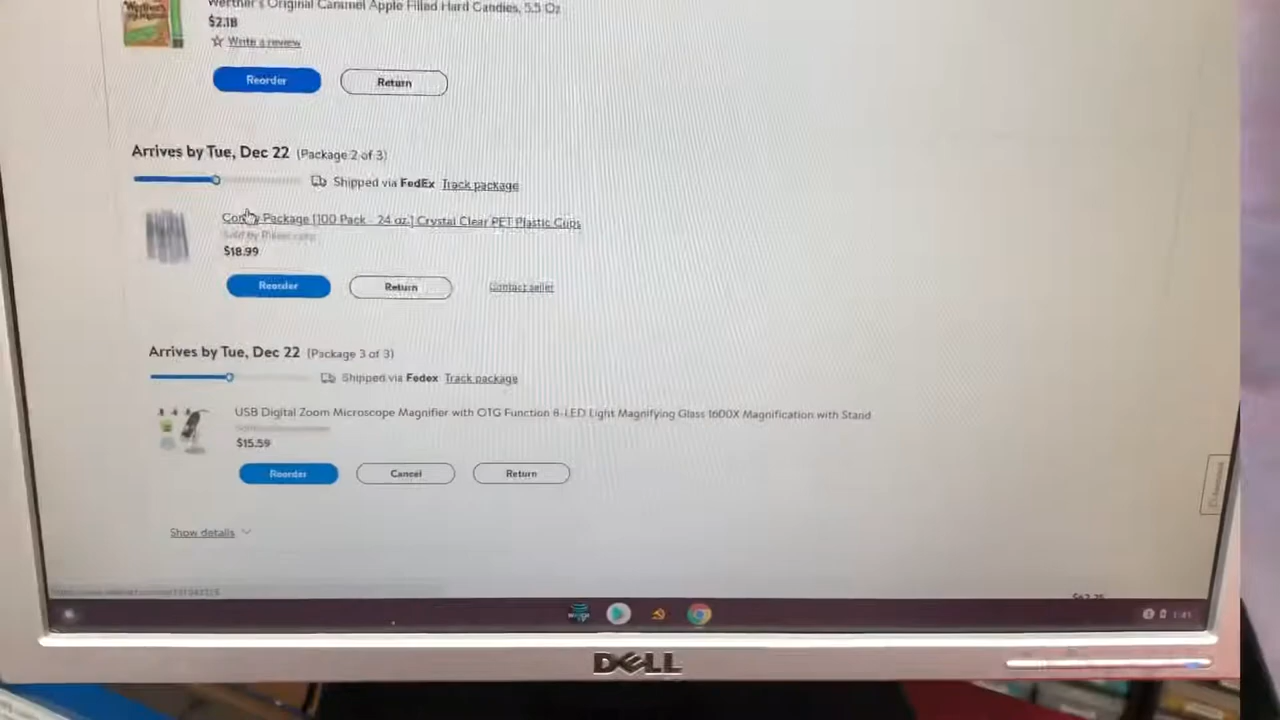 Werther's Original Caramel Apple Filled Hard Candies, 5.5 Oz
$2.18
Write a review
Reorder Return
Arrives by Tue, Dec 22 (Package 2 of 3)
Shipped via FedEx Track package
Package [100 Pack - 24 oz.] Crystal Clear PET Plastic Cups
Sold by
$18.99
Reorder Return Contact seller
Arrives by Tue, Dec 22 (Package 3 of 3)
Shipped via Fedex Track package
USB Digital Zoom Microscope Magnifier with OTG Function 8-LED Light Magnifying Glass 1600X Magnification with Stand
$15.59
Reorder Cancel Return
Show details
1:41
DELL